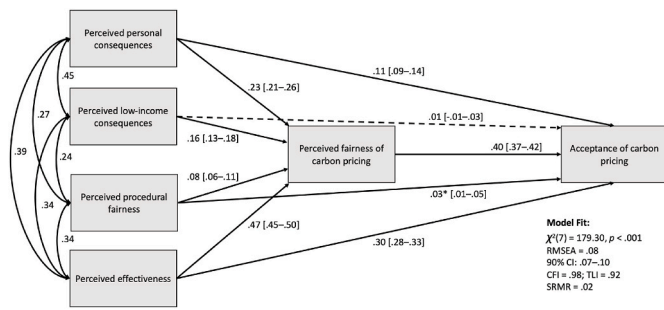 Perceived personal
consequences
.11 [.09–.14]
.45
.23 [.21–.26]
.27
Perceived low-income
consequences
.01 [-.01–.03]
.16 [.13–.18]
Perceived fairness of
carbon pricing
Acceptance of carbon
pricing
.40 [.37–.42]
.24
.39
.08 [.06–.11]
.34
Perceived procedural
fairness
.03* [.01–.05]
.47 [.45–.50]
.34
.30 [.28–.33]
Perceived effectiveness
Model Fit:
χ²(7) = 179.30, p < .001
RMSEA = .08
90% CI: .07–.10
CFI = .98; TLI = .92
SRMR = .02